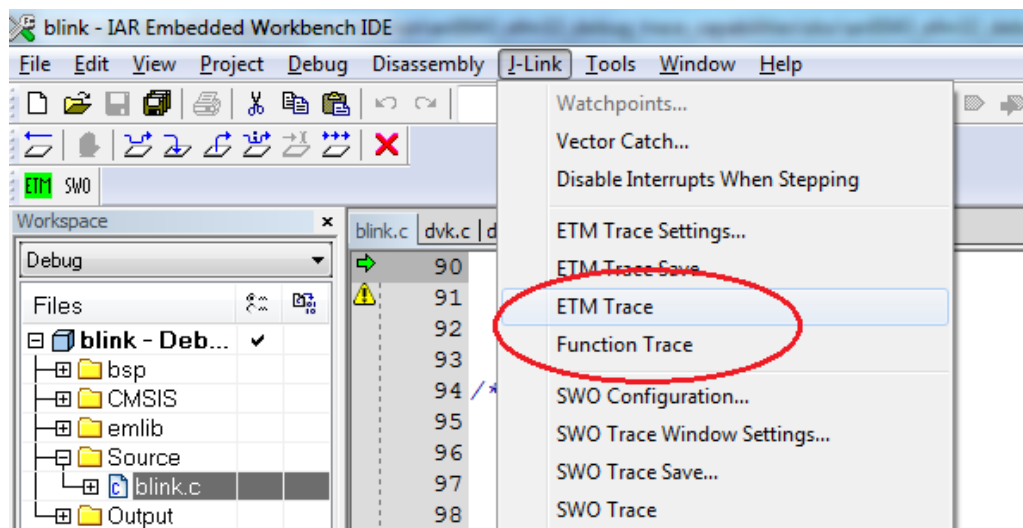 blink - IAR Embedded Workbench IDE
File Edit View Project Debug Disassembly J-Link Tools Window Help
Watchpoints...
Vector Catch...
Disable Interrupts When Stepping
ETM SWO
Workspace
blink.c dvk.c d
ETM Trace Settings...
Debug
90
ETM Trace Save
Files
91
ETM Trace
blink - Deb...
92
Function Trace
bsp
93
CMSIS
94 /*
SWO Configuration...
emlib
95
SWO Trace Window Settings...
Source
96
blink.c
97
SWO Trace Save...
Output
98
SWO Trace